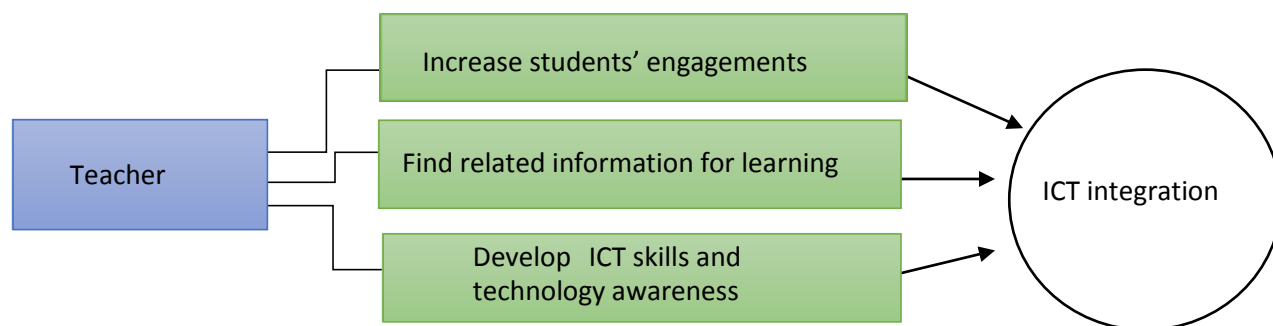 Increase students’ engagements
Teacher
Find related information for learning
ICT integration
Develop ICT skills and
technology awareness